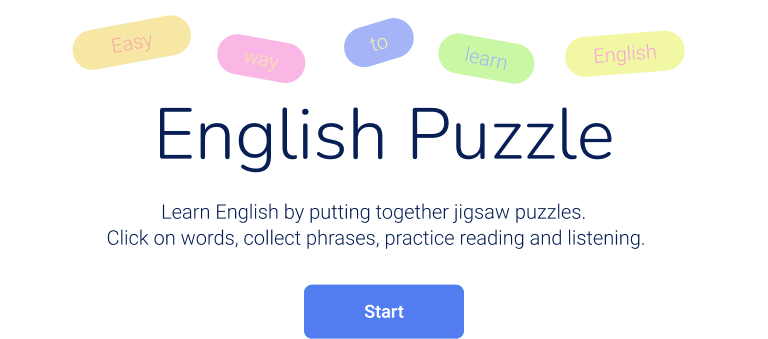 Easy way to learn English
English Puzzle
Learn English by putting together jigsaw puzzles.
Click on words, collect phrases, practice reading and listening.
Start